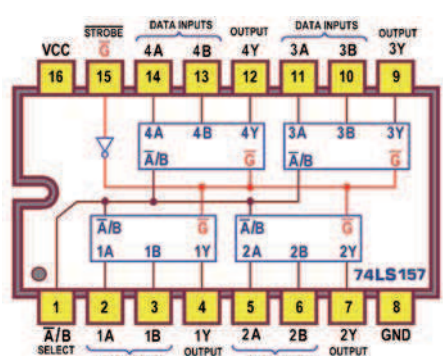 STROBE DATA INPUTS OUTPUT DATA INPUTS OUTPUT
VCC G 4A 4B 4Y 3A 3B 3Y
16 15 14 13 12 11 10 9
4A 4B 4Y 3A 3B 3Y
A/B G A/B G
A/B G A/B G
1A 1B 1Y 2A 2B 2Y
74LS157
1 2 3 4 5 6 7 8
A/B 1A 1B 1Y 2A 2B 2Y GND
SELECT OUTPUT OUTPUT